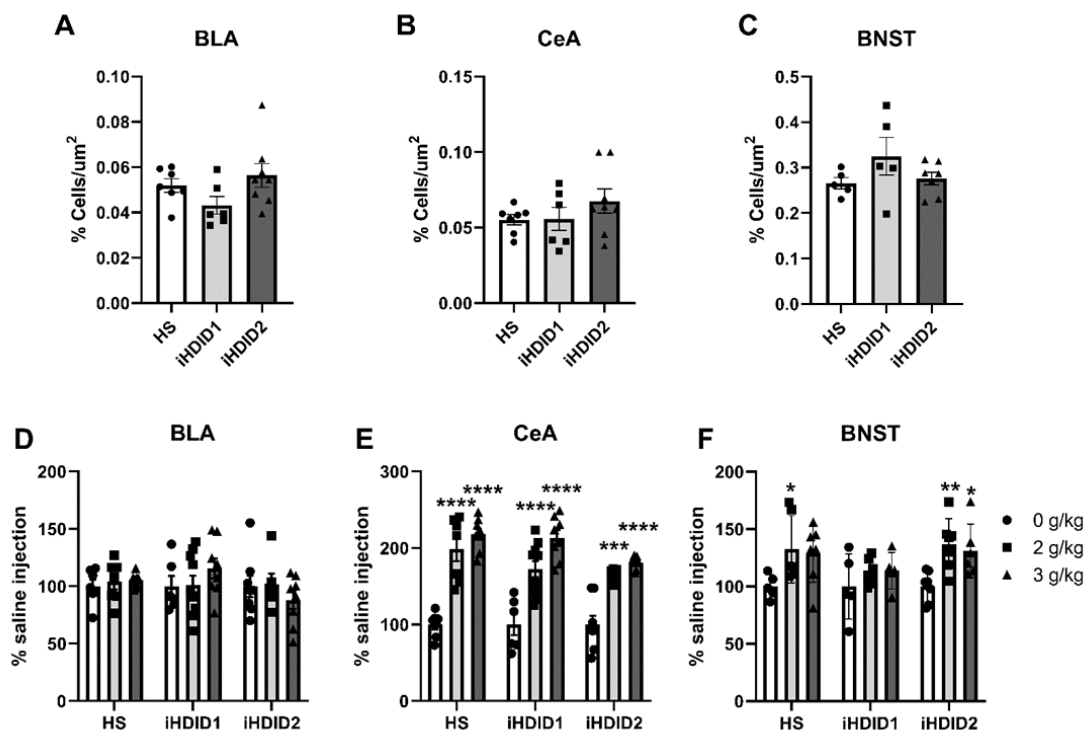 A
BLA
% Cells/um²
0.10
0.08
0.06
0.04
0.02
0.00
HS
iHDID1
iHDID2
B
CeA
% Cells/um²
0.15
0.10
0.05
0.00
HS
iHDID1
iHDID2
C
BNST
% Cells/um²
0.5
0.4
0.3
0.2
0.1
0.0
HS
iHDID1
iHDID2
D
BLA
% saline injection
200
150
100
50
0
HS
iHDID1
iHDID2
E
CeA
% saline injection
300
200
100
0
****
****
****
****
***
****
HS
iHDID1
iHDID2
F
BNST
% saline injection
200
150
100
50
0
*
**
*
HS
iHDID1
iHDID2
0 g/kg
2 g/kg
3 g/kg